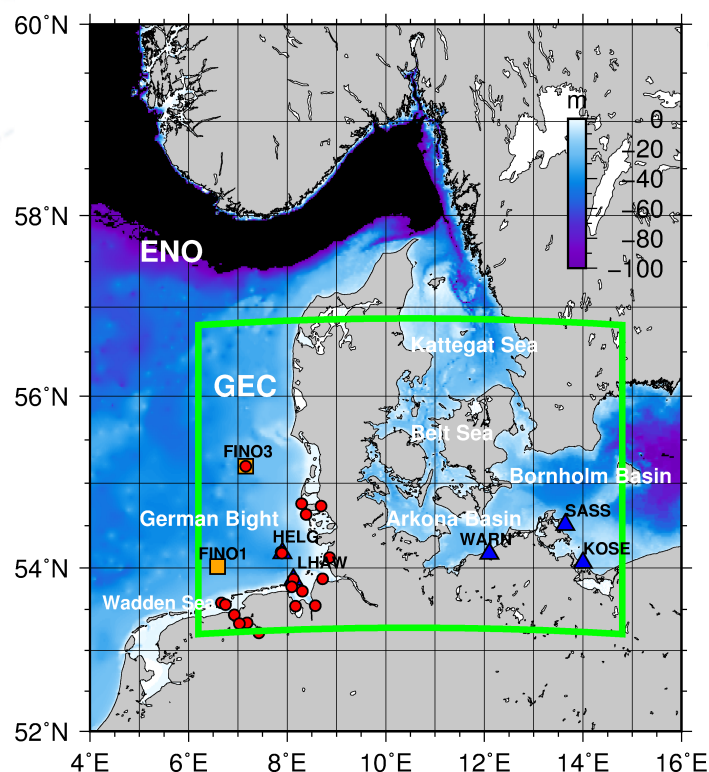 60°N
m
0
−20
−40
58°N
−60
−80
ENO
−100
Kattegat Sea
GEC
56°N
Belt Sea
FINO3
Bornholm Basin
SASS
German Bight
Arkona Basin
HELG
WARN
FINO1
KOSE
LHAW
54°N
Wadden Sea
52°N
4°E
6°E
8°E
10°E
12°E
14°E
16°E